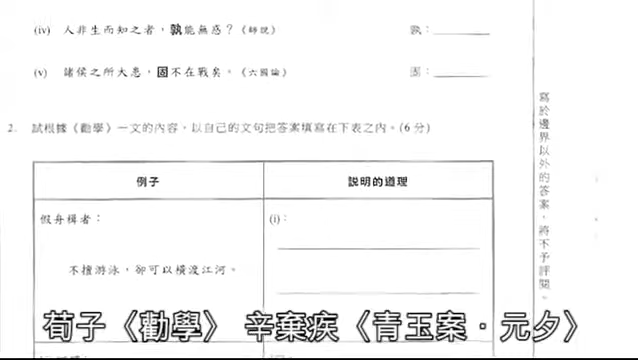 (iv) 人非生而知之者，孰能無惑？(師說) 孰：
(v) 諸侯之所大患，固不在戰矣。(六國論) 固：
2. 試根據《勸學》一文的內容，以自己的文句把答案填寫在下表之內。(6 分)
例子 說明的道理
假舟楫者： (i)：
不擅游泳，卻可以橫渡江河。
荀子《勸學》 辛棄疾《青玉案·元夕》
寫於邊界以外的答案，將不予評閱。